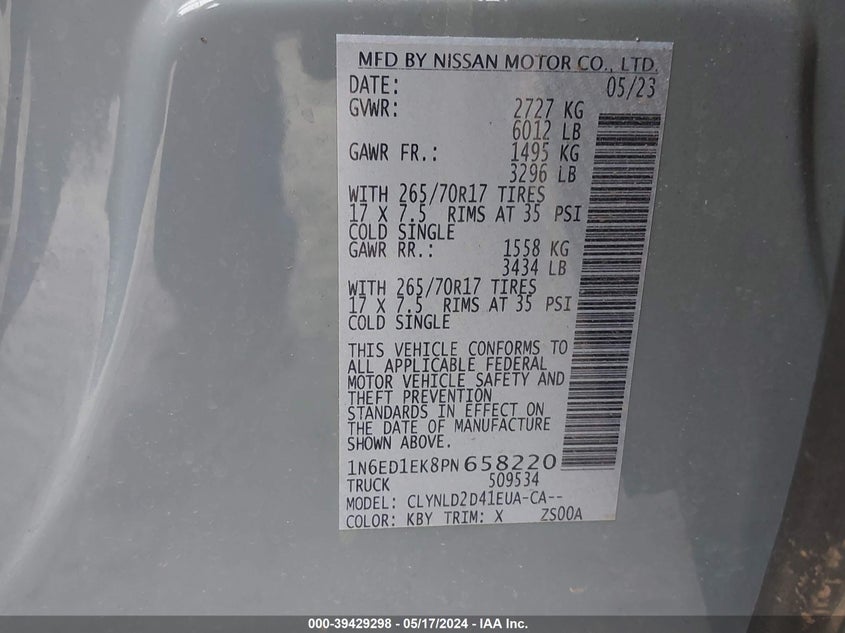 MFD BY NISSAN MOTOR CO., LTD.
DATE: 05/23
GVWR: 2727 KG
6012 LB
GAWR FR.: 1495 KG
3296 LB
WITH 265/70R17 TIRES
17 X 7.5 RIMS AT 35 PSI
COLD SINGLE
GAWR RR.: 1558 KG
3434 LB
WITH 265/70R17 TIRES
17 X 7.5 RIMS AT 35 PSI
COLD SINGLE
THIS VEHICLE CONFORMS TO
ALL APPLICABLE FEDERAL
MOTOR VEHICLE SAFETY AND
THEFT PREVENTION
STANDARDS IN EFFECT ON
THE DATE OF MANUFACTURE
SHOWN ABOVE.
1N6ED1EK8PN658220
TRUCK 509534
MODEL: CLYNLD2D41EUA-CA--
COLOR: KBY TRIM: X ZS00A
000-39429298 - 05/17/2024 - IAA Inc.